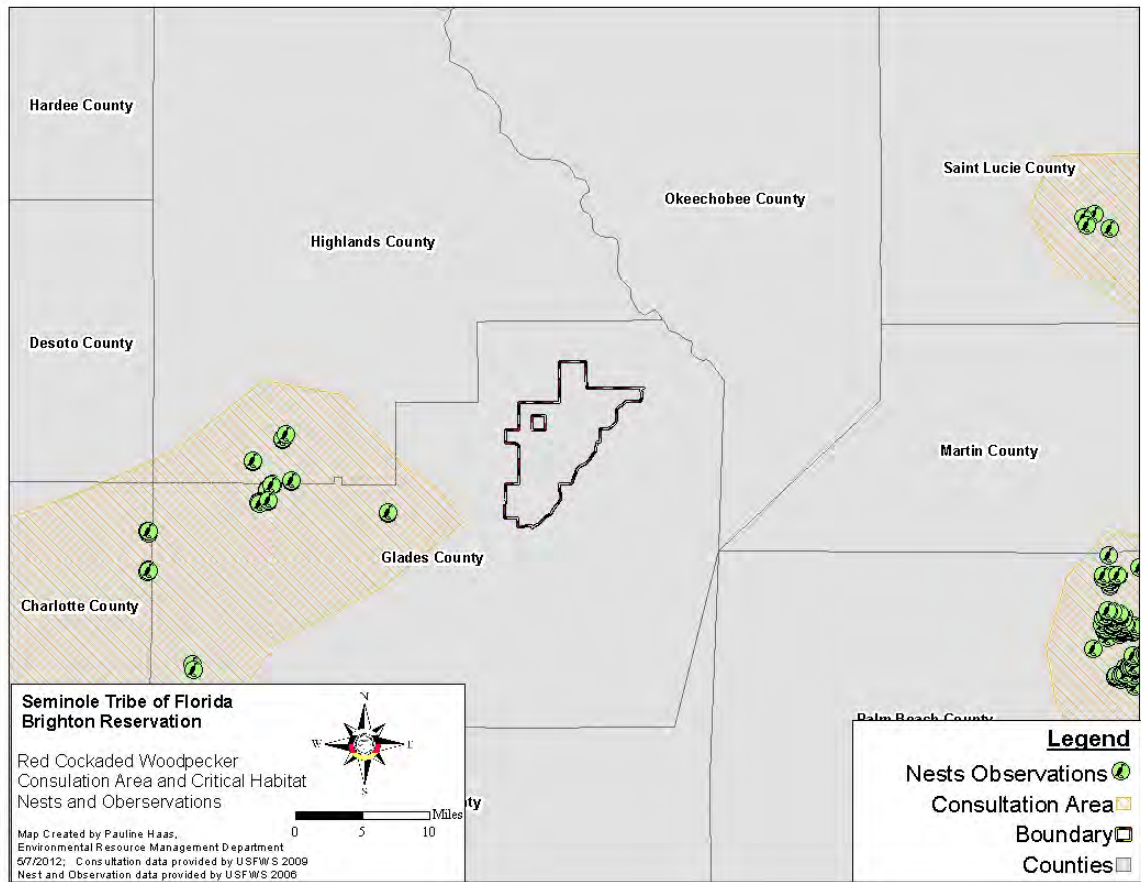 Hardee County
Saint Lucie County
Okeechobee County
Highlands County
Desoto County
Martin County
Glades County
Charlotte County
Palm Beach County
Seminole Tribe of Florida
Brighton Reservation
Red Cockaded Woodpecker
Consulation Area and Critical Habitat
Nests and Oberservations
N
W
E
S
Miles
0 5 10
Map Created by Pauline Haas,
Environmental Resource Management Department
5/7/2012; Consultation data provided by USFWS 2009
Nest and Observation data provided by USFWS 2006
Legend
Nests Observations
Consultation Area
Boundary
Counties